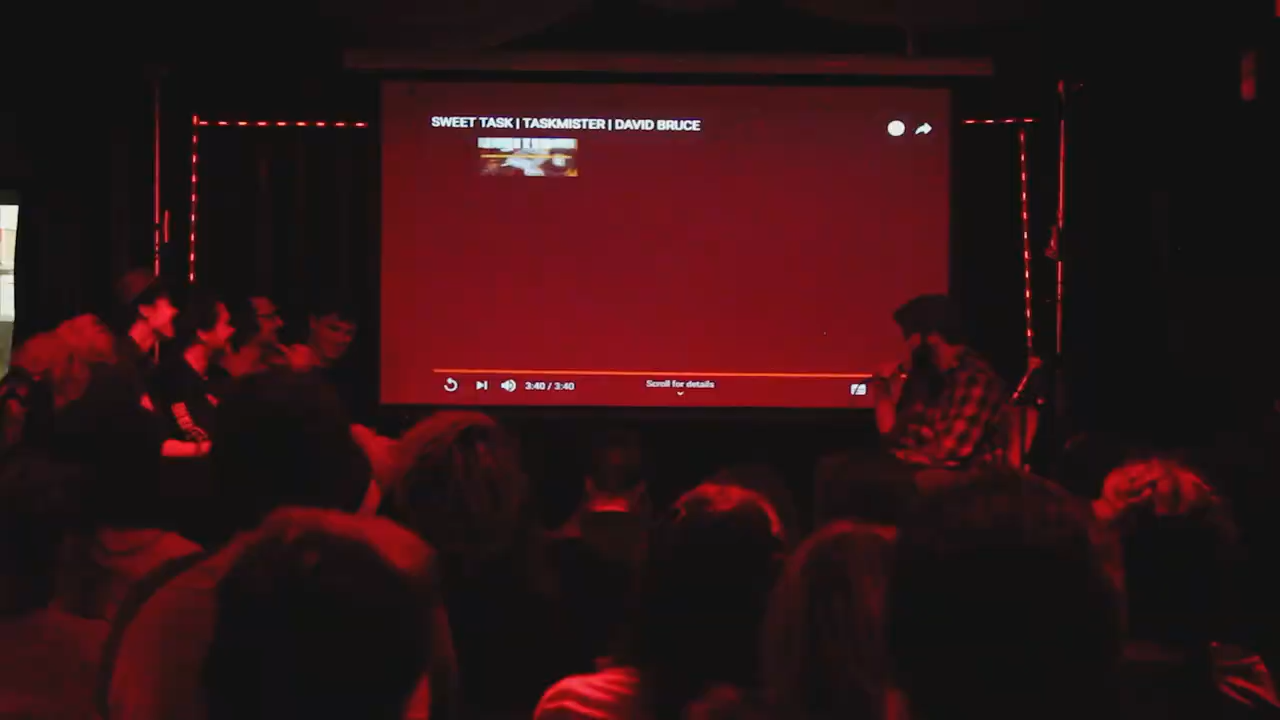 SWEET TASK | TASKMISTER | DAVID BRUCE
3:40 / 3:40
Scroll for details